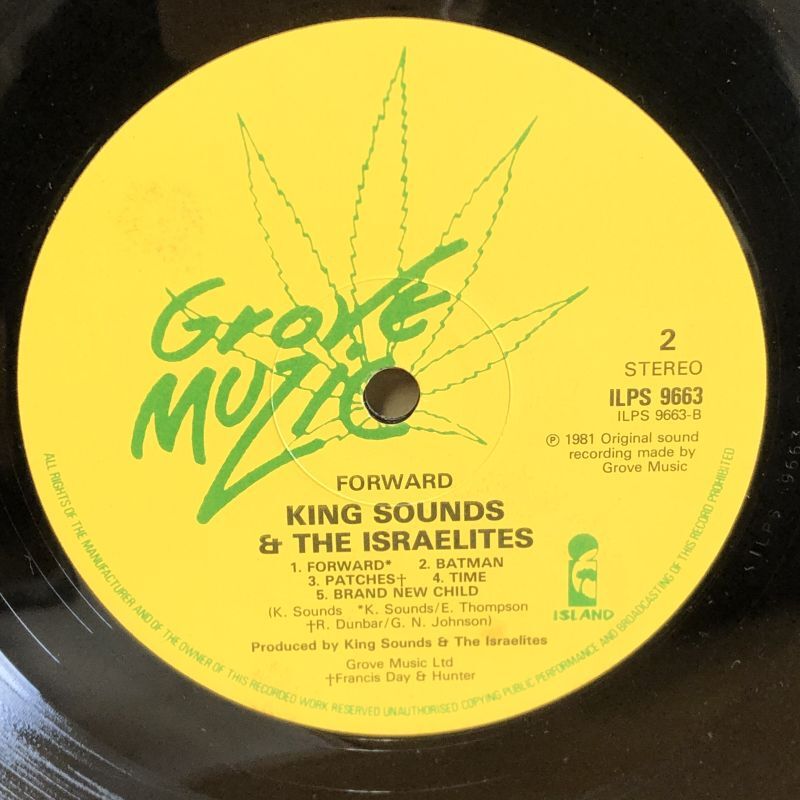 Grove
Muzic
2
STEREO
ILPS 9663
ILPS 9663-B
℗ 1981 Original sound
recording made by
Grove Music
FORWARD
KING SOUNDS
& THE ISRAELITES
1. FORWARD* 2. BATMAN
3. PATCHES† 4. TIME
5. BRAND NEW CHILD
(K. Sounds *K. Sounds/E. Thompson
†R. Dunbar/G. N. Johnson)
Produced by King Sounds & The Israelites
Grove Music Ltd
†Francis Day & Hunter
ISLAND
ALL RIGHTS OF THE MANUFACTURER AND OF THE OWNER OF THIS RECORDED WORK RESERVED UNAUTHORISED COPYING PUBLIC PERFORMANCE AND BROADCASTING OF THIS RECORD PROHIBITED